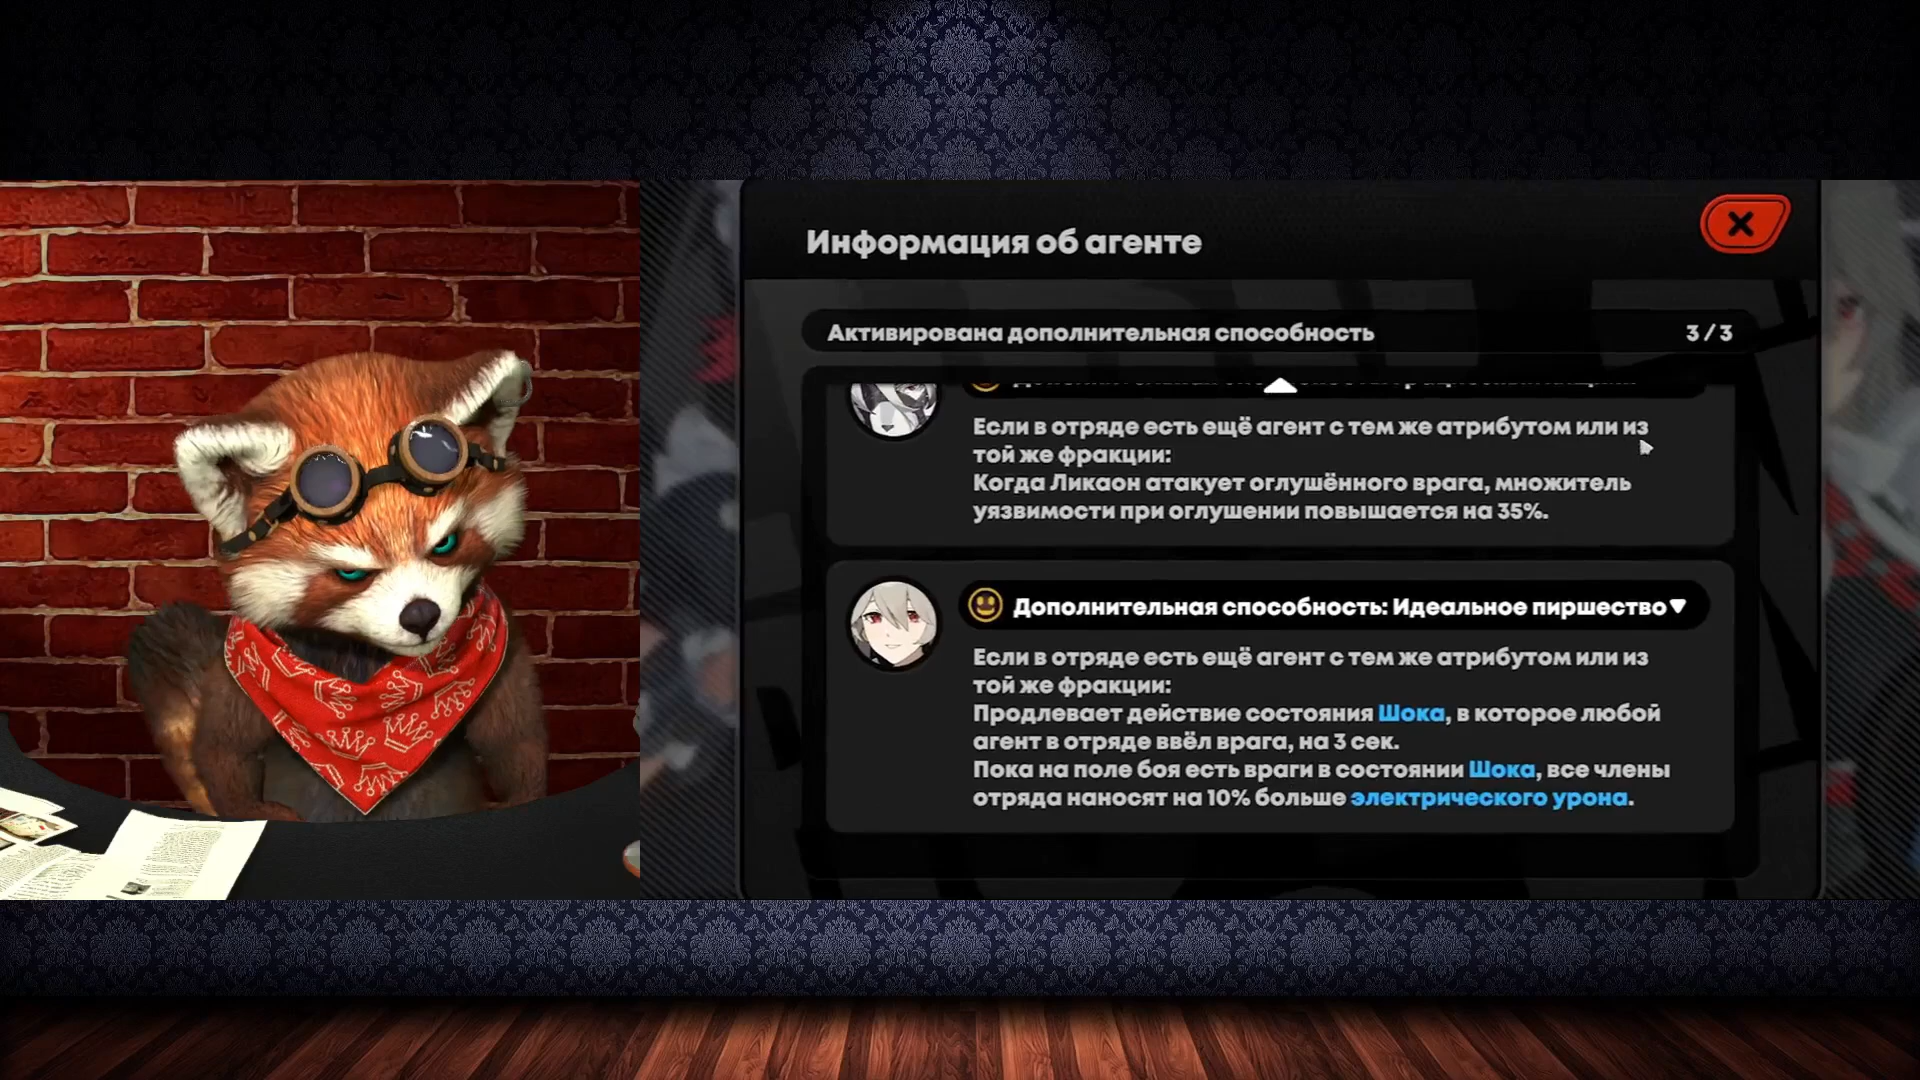 Информация об агенте
Активирована дополнительная способность 3 / 3
Если в отряде есть ещё агент с тем же атрибутом или из
той же фракции:
Когда Ликаон атакует оглушённого врага, множитель
уязвимости при оглушении повышается на 35%.
Дополнительная способность: Идеальное пиршество
Если в отряде есть ещё агент с тем же атрибутом или из
той же фракции:
Продлевает действие состояния Шока, в которое любой
агент в отряде ввёл врага, на 3 сек.
Пока на поле боя есть враги в состоянии Шока, все члены
отряда наносят на 10% больше электрического урона.